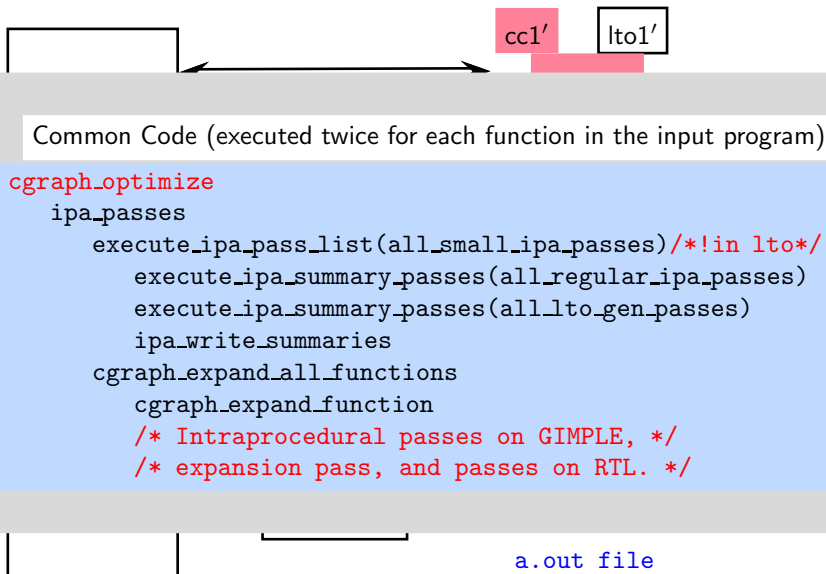 cc1′ lto1′
Common Code (executed twice for each function in the input program)
cgraph_optimize
ipa_passes
execute_ipa_pass_list(all_small_ipa_passes)/*!in lto*/
execute_ipa_summary_passes(all_regular_ipa_passes)
execute_ipa_summary_passes(all_lto_gen_passes)
ipa_write_summaries
cgraph_expand_all_functions
cgraph_expand_function
/* Intraprocedural passes on GIMPLE, */
/* expansion pass, and passes on RTL. */
a.out file